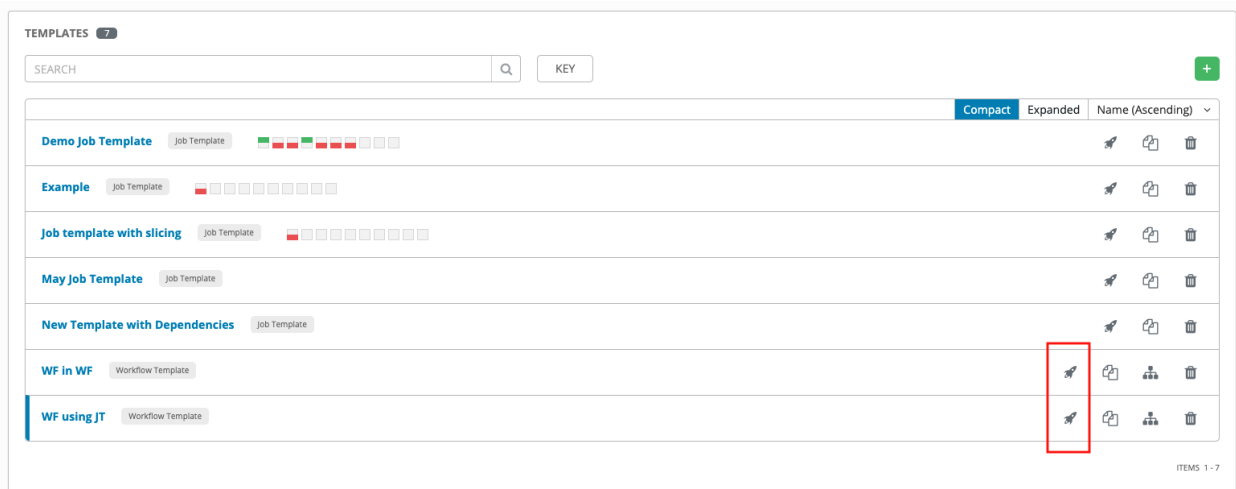 TEMPLATES 7
SEARCH KEY +
Compact Expanded Name (Ascending)
Demo Job Template Job Template
Example Job Template
Job template with slicing Job Template
May Job Template Job Template
New Template with Dependencies Job Template
WF in WF Workflow Template
WF using JT Workflow Template
ITEMS 1 - 7